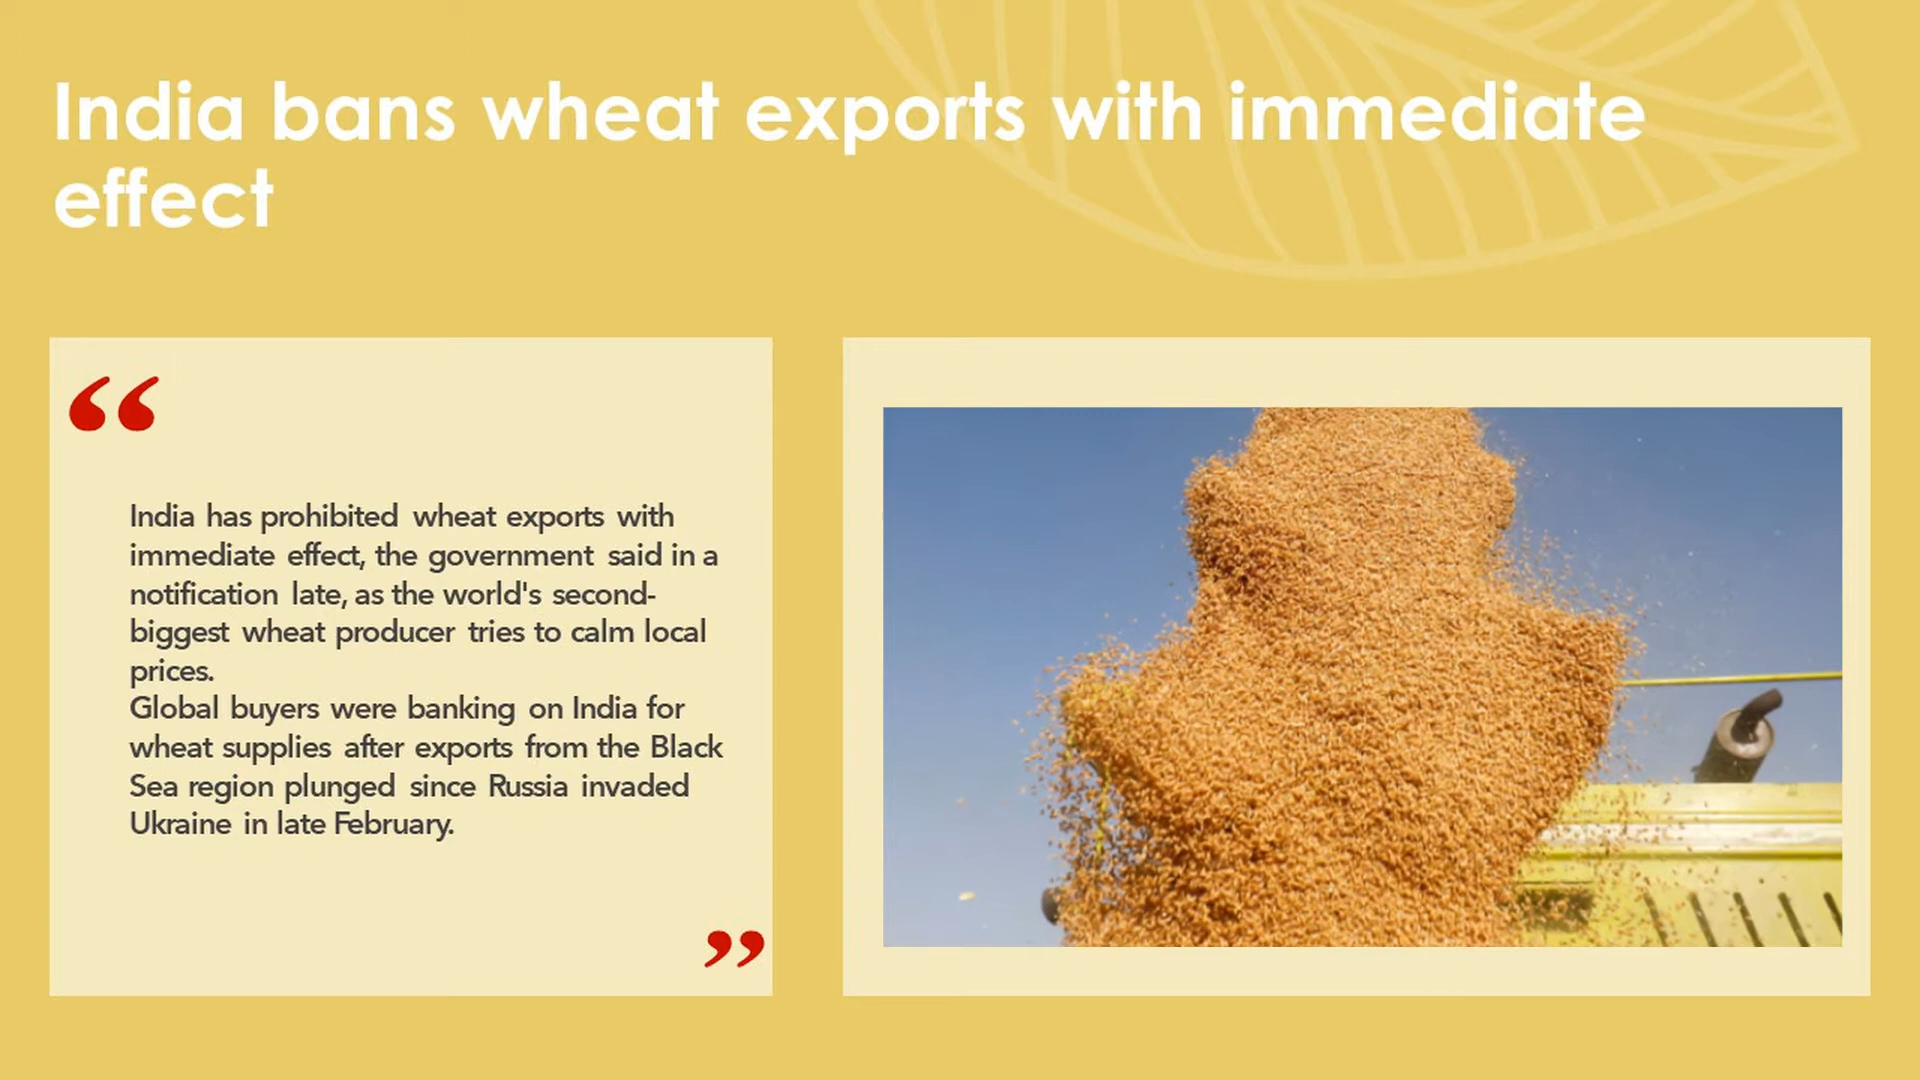 India bans wheat exports with immediate
effect
“
India has prohibited wheat exports with
immediate effect, the government said in a
notification late, as the world's second-
biggest wheat producer tries to calm local
prices.
Global buyers were banking on India for
wheat supplies after exports from the Black
Sea region plunged since Russia invaded
Ukraine in late February.
”